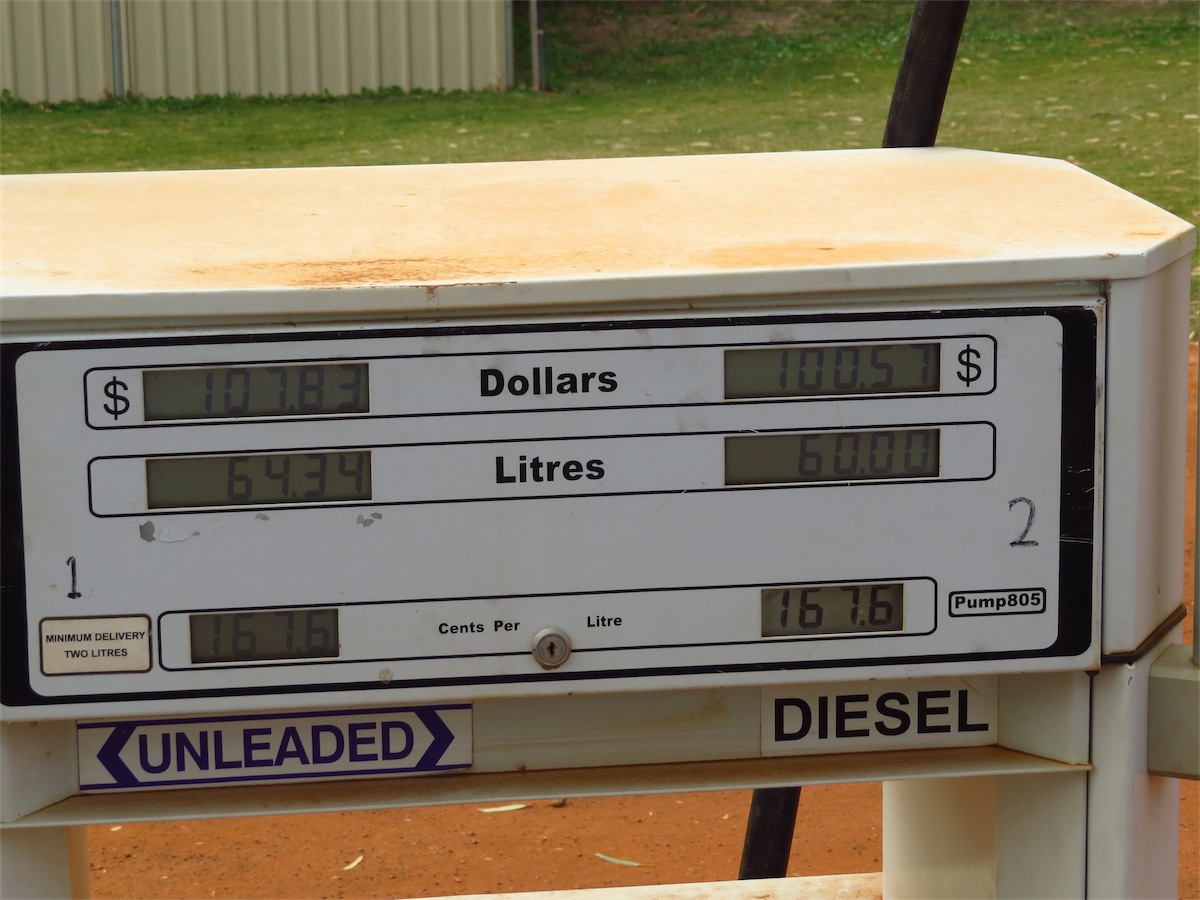 $ 107.83 Dollars 100.57 $
64.34 Litres 60.00
1 2
MINIMUM DELIVERY
TWO LITRES
167.6 Cents Per Litre 167.6 Pump805
UNLEADED DIESEL